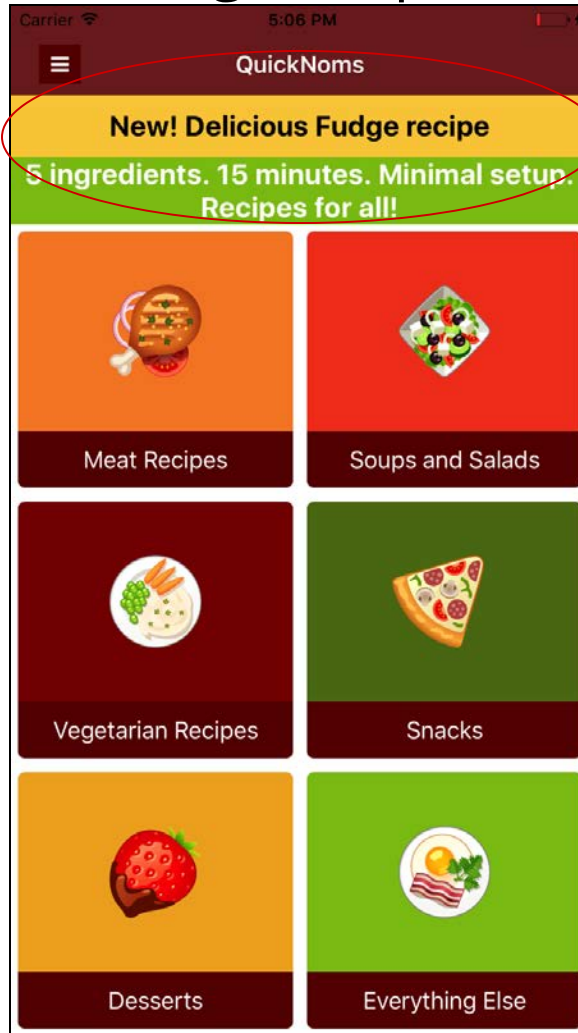 Carrier 5:06 PM
QuickNoms
New! Delicious Fudge recipe
5 ingredients. 15 minutes. Minimal setup.
Recipes for all!
Meat Recipes Soups and Salads
Vegetarian Recipes Snacks
Desserts Everything Else